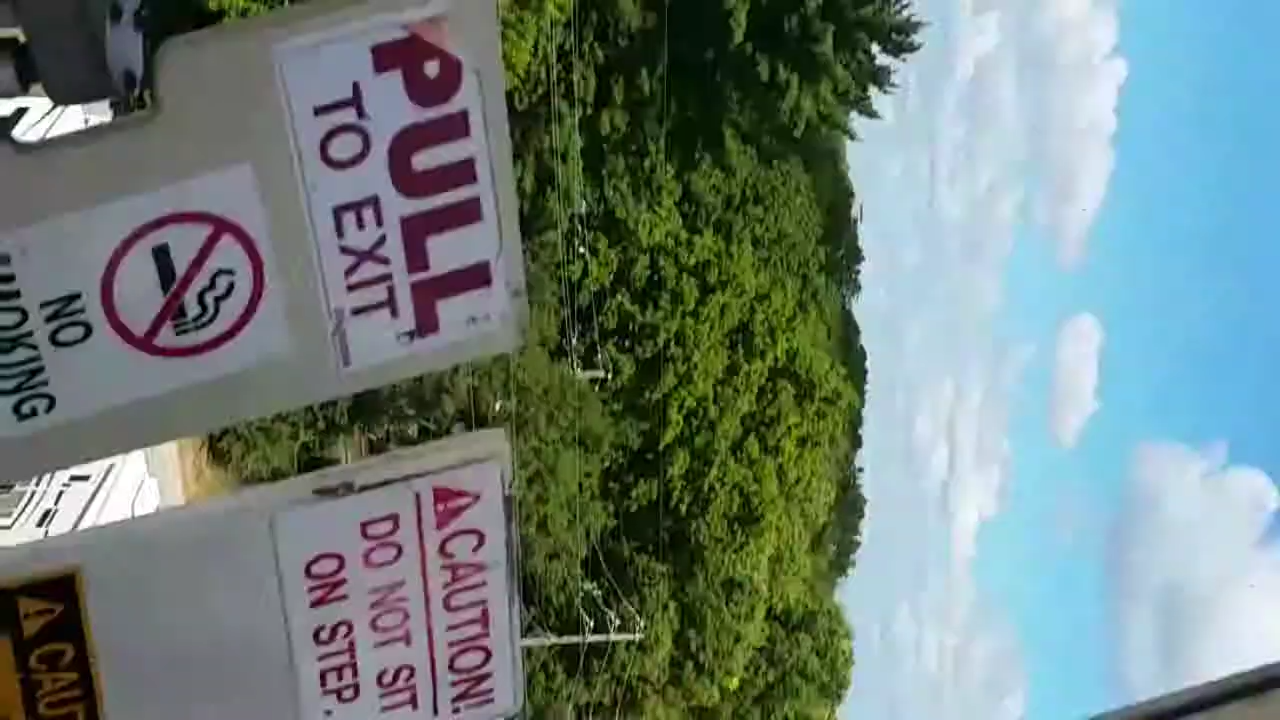 PULL
TO EXIT
NO
CAUTION!
DO NOT SIT
ON STEP.